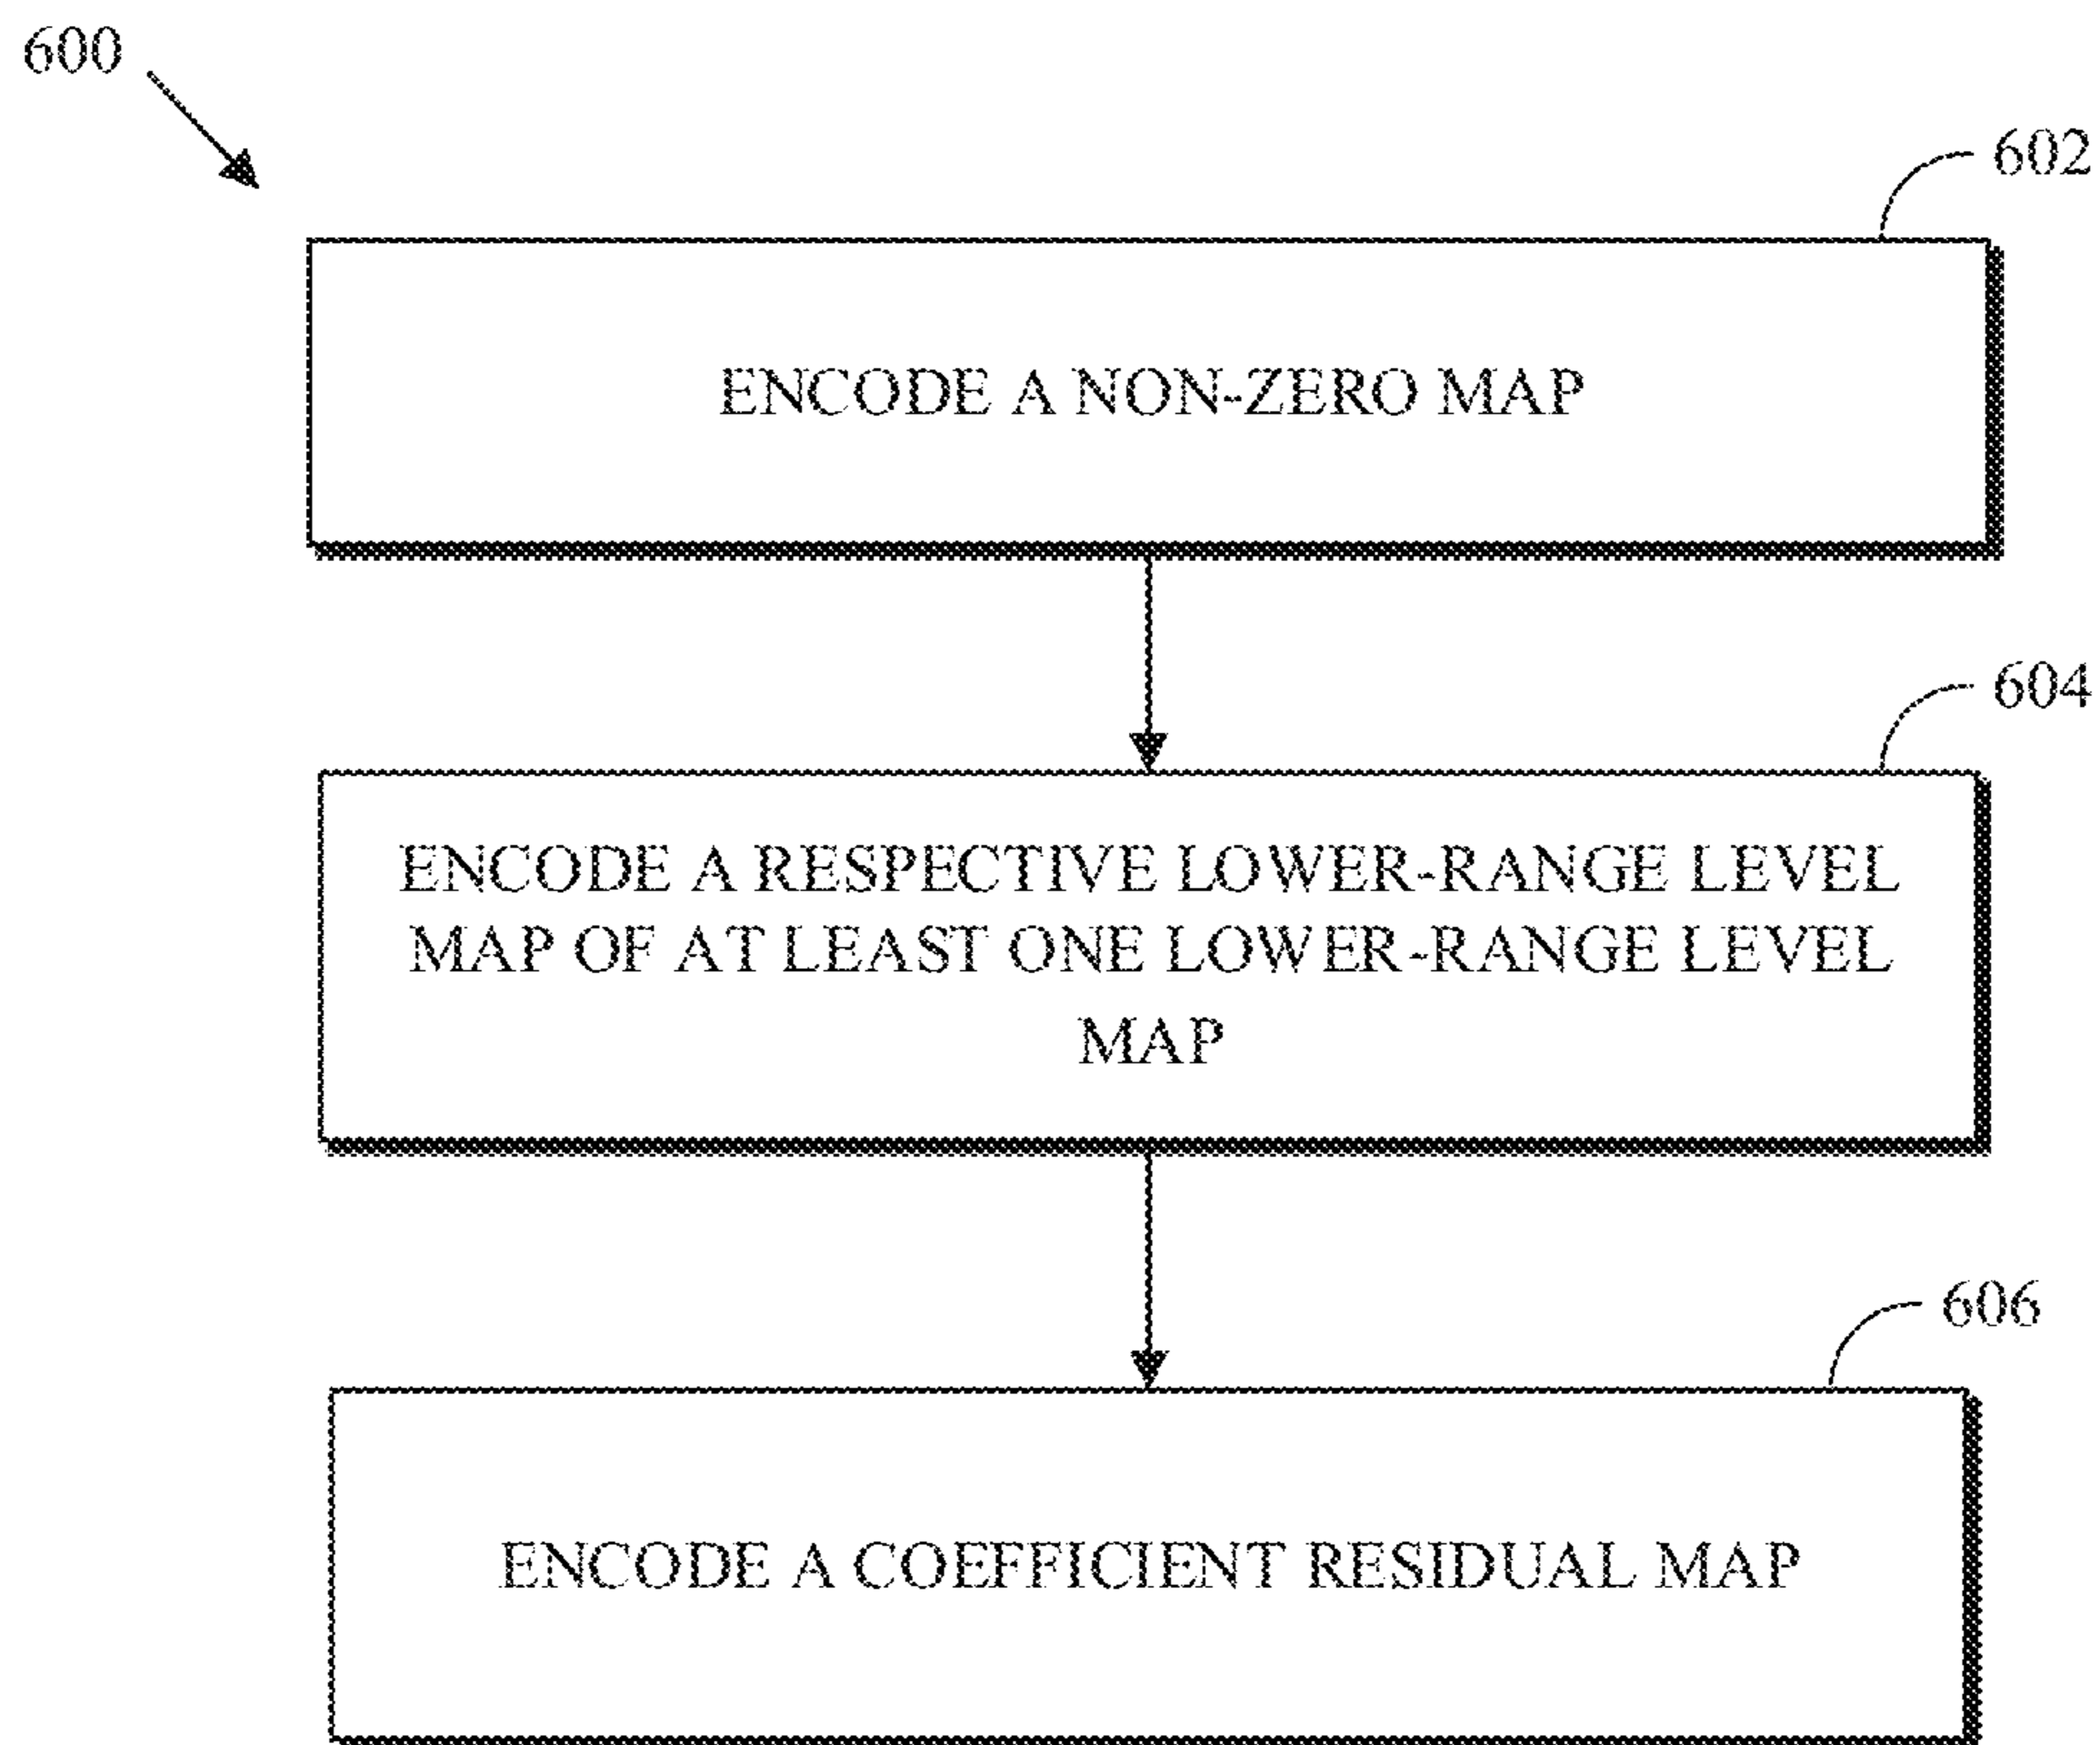 600
602
ENCODE A NON-ZERO MAP
604
ENCODE A RESPECTIVE LOWER-RANGE LEVEL
MAP OF AT LEAST ONE LOWER-RANGE LEVEL
MAP
606
ENCODE A COEFFICIENT RESIDUAL MAP